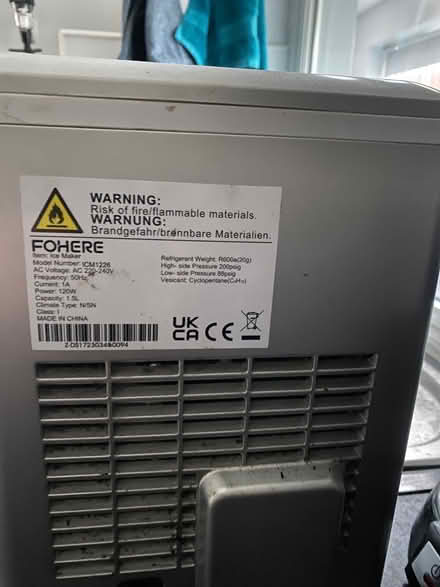 WARNING:
Risk of fire/flammable materials.
WARNUNG:
Brandgefahr/brennbare Materialien.
FOHERE
Item: Ice Maker
Model Number: ICM1226
AC Voltage: AC 220-240V
Frequency: 50Hz
Current: 1A
Power: 120W
Capacity: 1.5L
Climate Type: N/SN
Class: I
MADE IN CHINA
Refrigerent Weight: R600a(20g)
High- side Pressure 200psig
Low- side Pressure 88psig
Vesicant: Cyclopentane(C₅H₁₀)
UK
CA CE